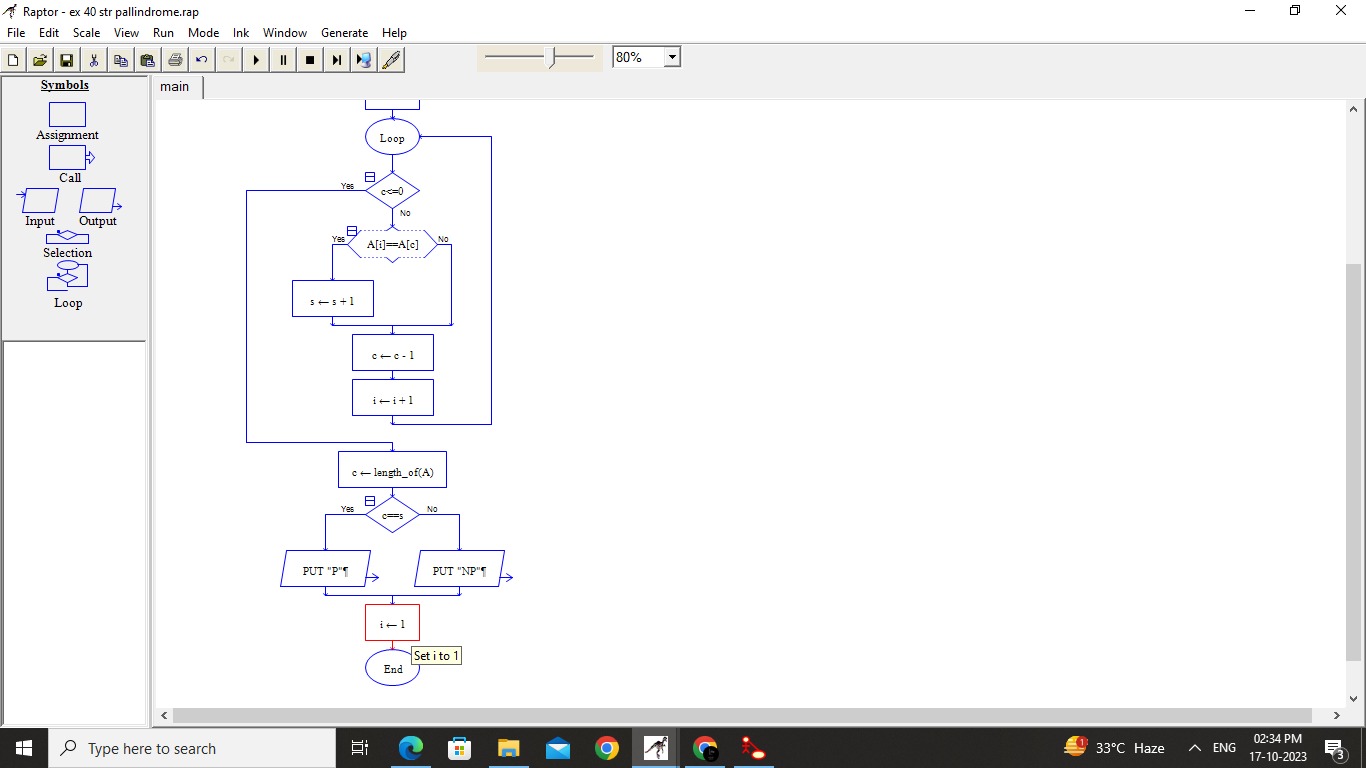 Raptor - ex 40 str pallindrome.rap
File Edit Scale View Run Mode Ink Window Generate Help
80%
Symbols
main
Assignment
Call
Input Output
Selection
Loop
Loop
Yes c<=0
No
Yes A[i]==A[c] No
s ← s + 1
c ← c - 1
i ← i + 1
c ← length_of(A)
Yes c==s No
PUT "P"¶ PUT "NP"¶
i ← 1
Set i to 1
End
Type here to search
1
33°C Haze
ENG
02:34 PM
17-10-2023
3